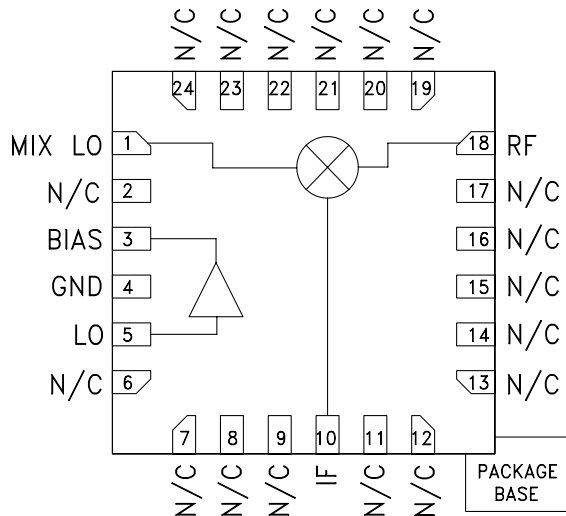 N/C N/C N/C N/C N/C N/C
24 23 22 21 20 19
MIX LO 1 18 RF
N/C 2 17 N/C
BIAS 3 16 N/C
GND 4 15 N/C
LO 5 14 N/C
N/C 6 13 N/C
7 8 9 10 11 12
N/C N/C N/C IF N/C N/C
PACKAGE
BASE